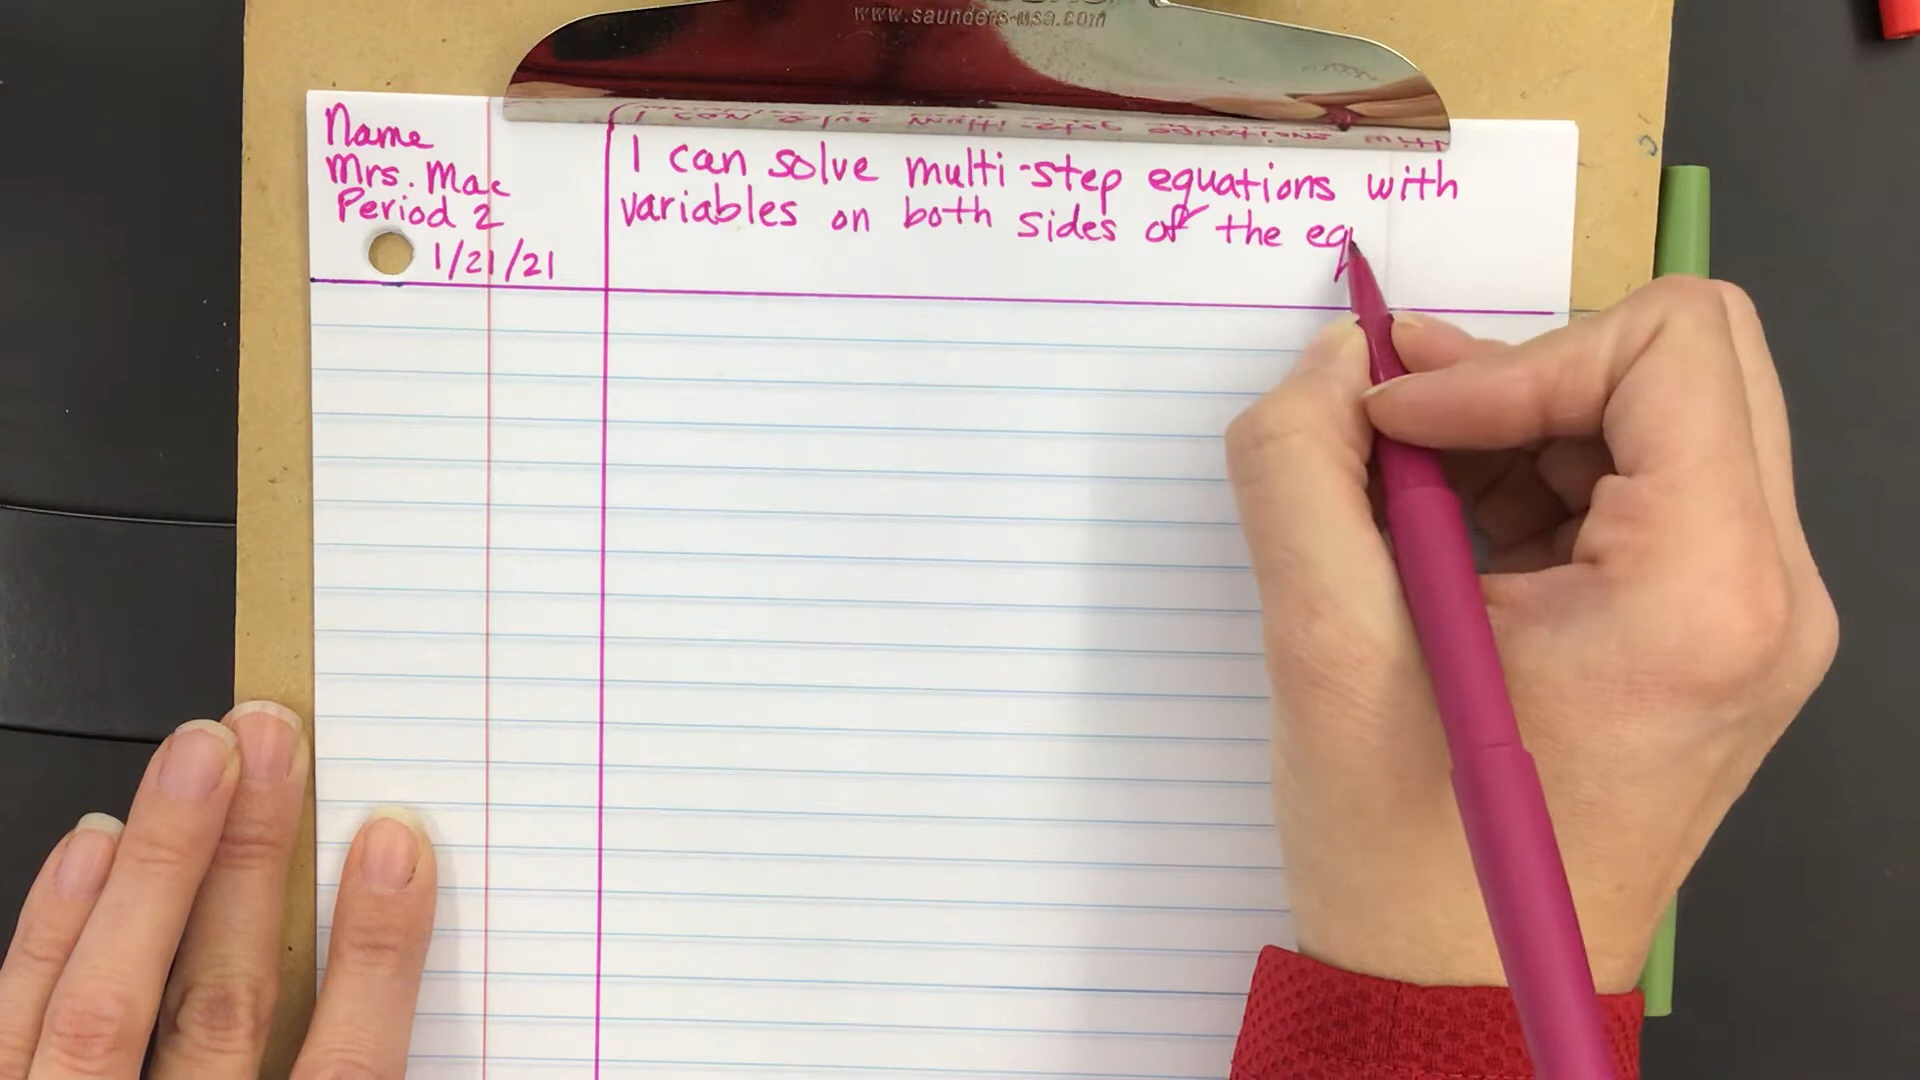 www.saunders-usa.com
Name
Mrs. Mac
Period 2
1/21/21
I can solve multi-step equations with
variables on both sides of the eq